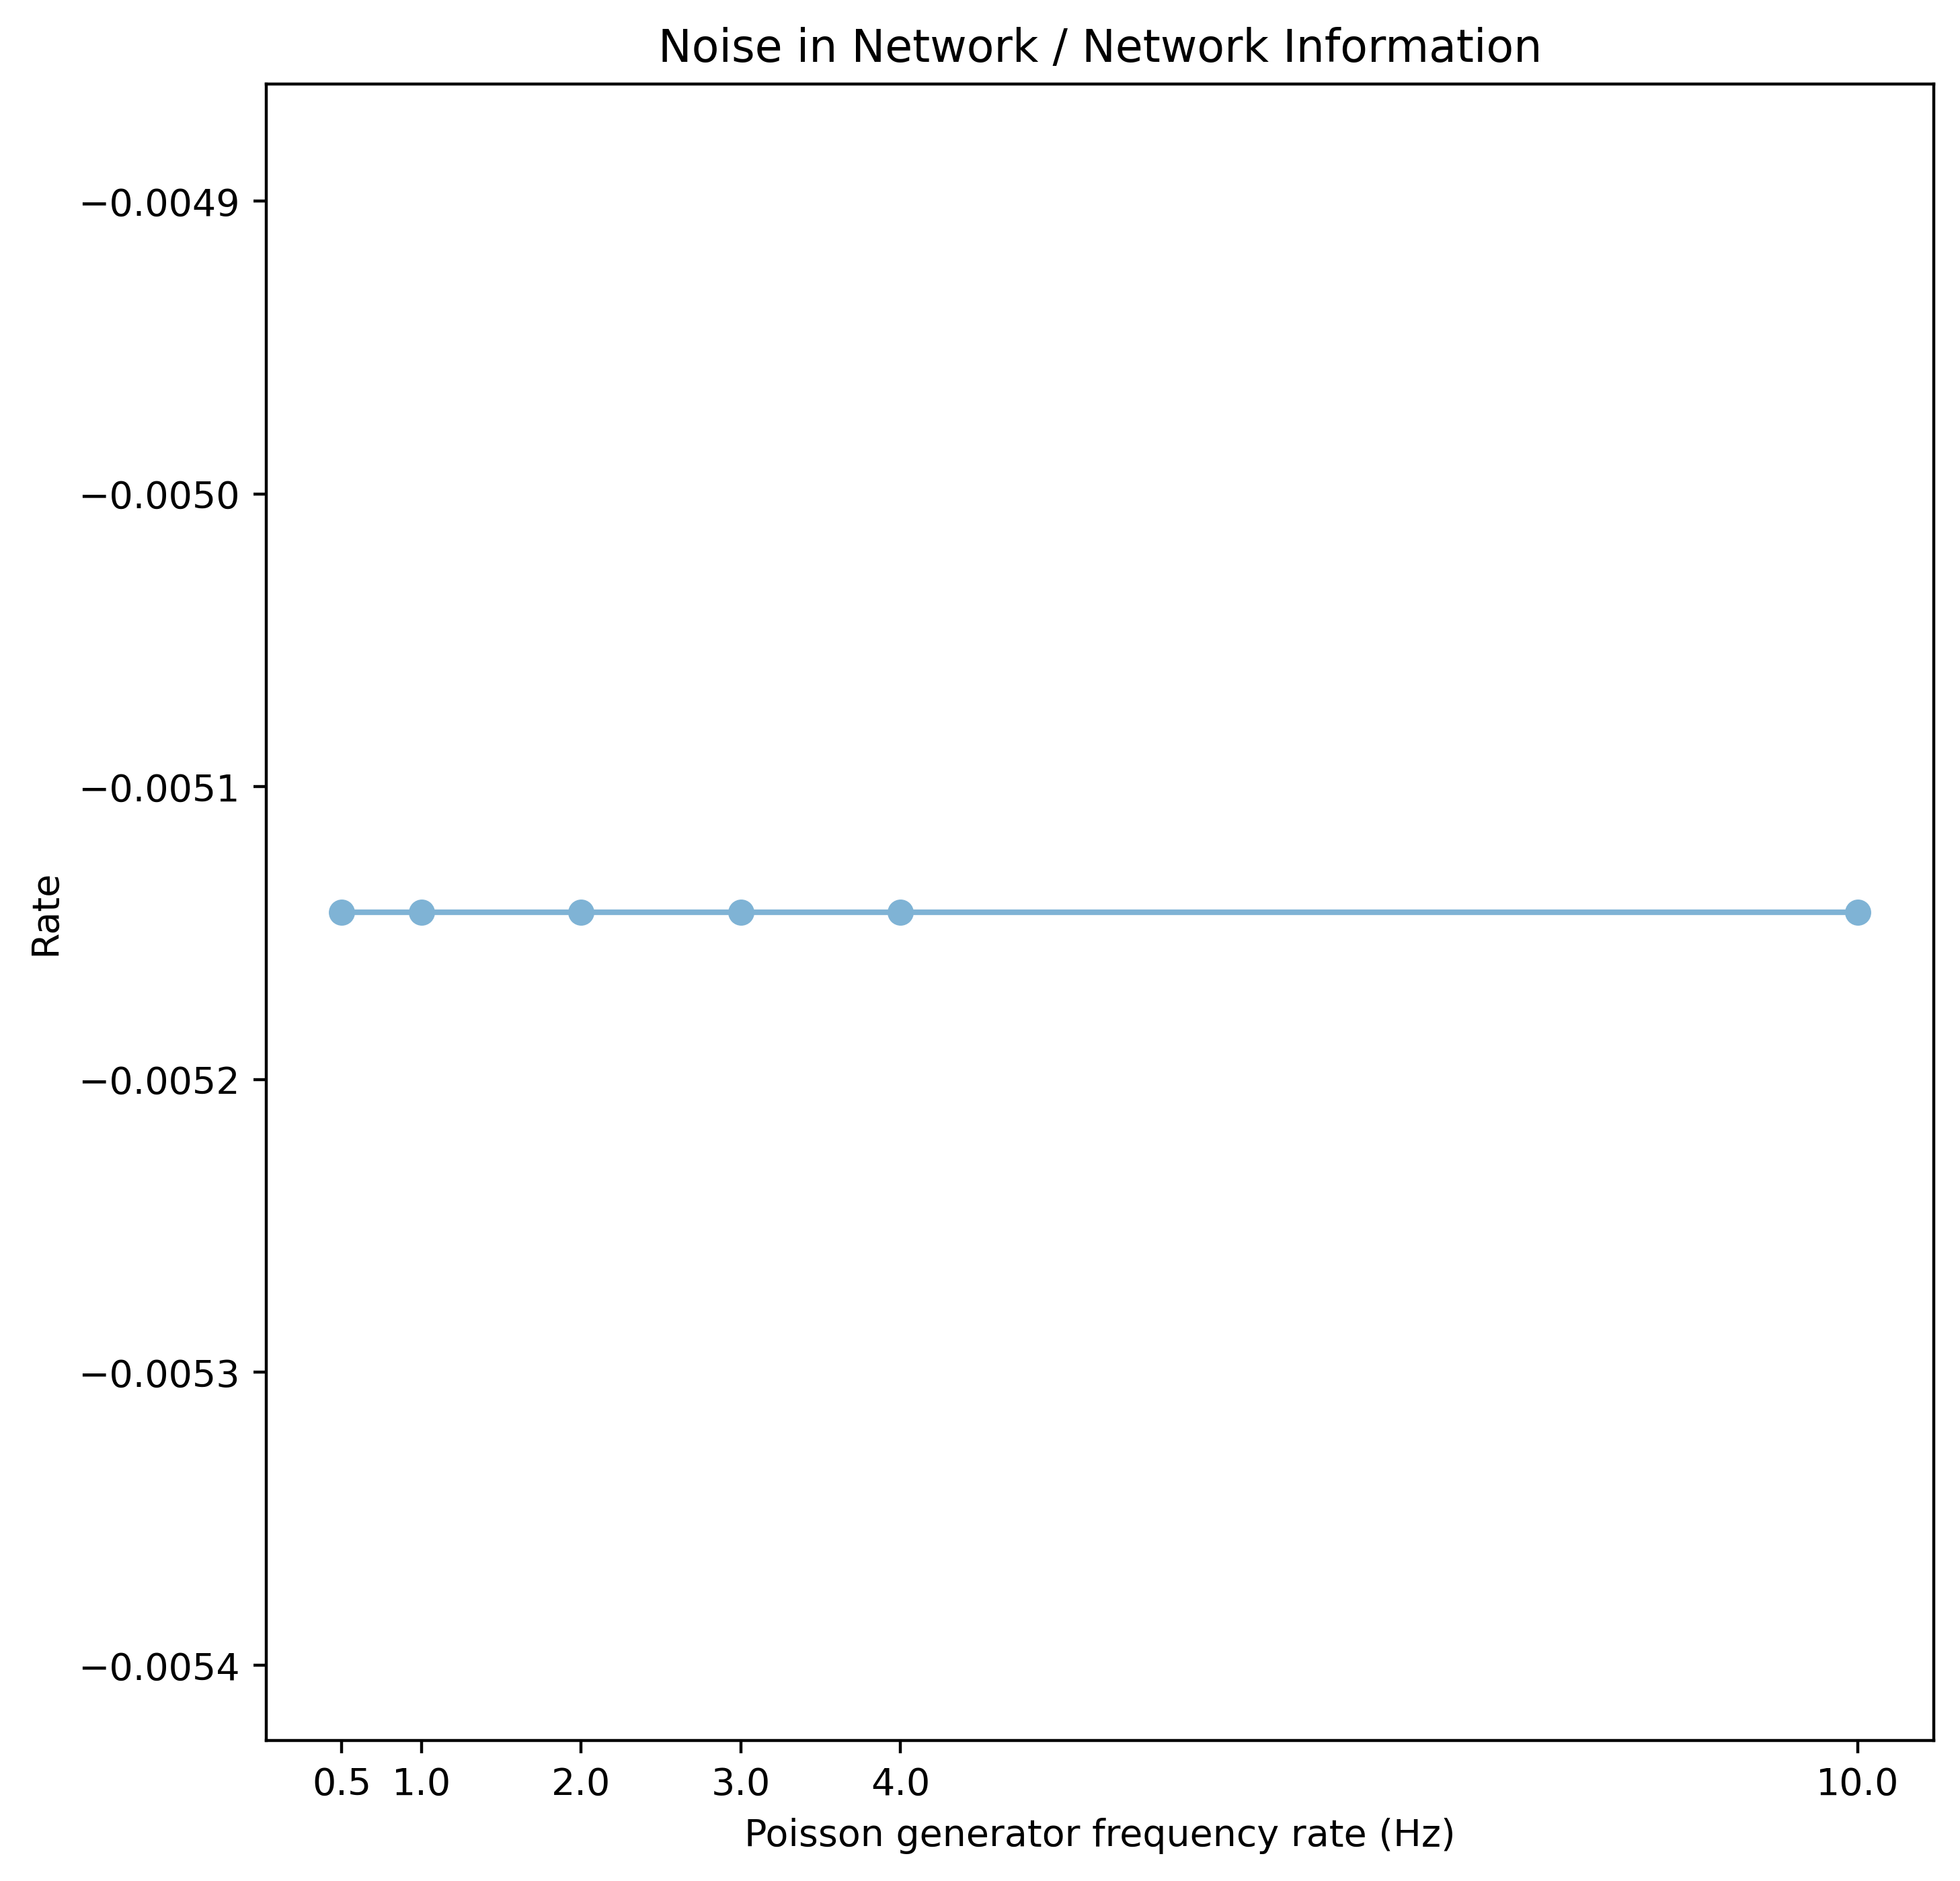 Noise in Network / Network Information
−0.0049
−0.0050
−0.0051
−0.0052
−0.0053
−0.0054
Rate
0.5 1.0 2.0 3.0 4.0 10.0
Poisson generator frequency rate (Hz)